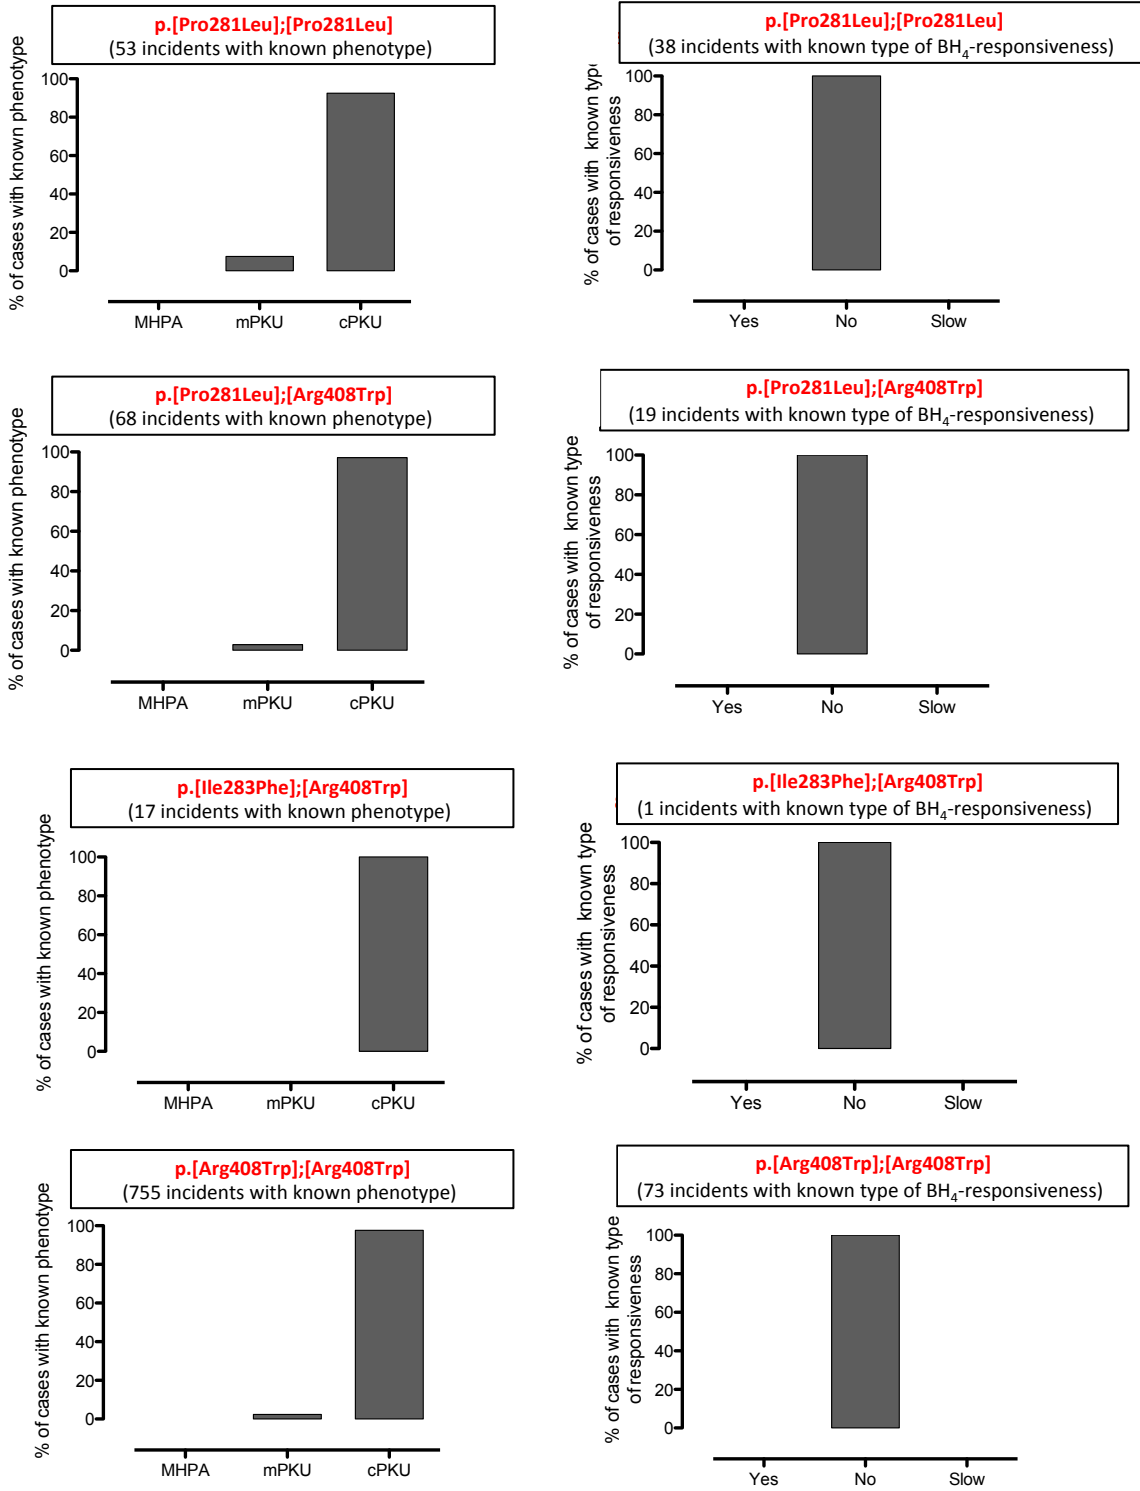 p.[Pro281Leu];[Pro281Leu]
(53 incidents with known phenotype)
% of cases with known phenotype
100
80
60
40
20
0
MHPA mPKU cPKU
p.[Pro281Leu];[Pro281Leu]
(38 incidents with known type of BH4-responsiveness)
% of cases with known type
of responsiveness
100
80
60
40
20
0
Yes No Slow
p.[Pro281Leu];[Arg408Trp]
(68 incidents with known phenotype)
% of cases with known phenotype
100
80
60
40
20
0
MHPA mPKU cPKU
p.[Pro281Leu];[Arg408Trp]
(19 incidents with known type of BH4-responsiveness)
% of cases with known type
of responsiveness
100
80
60
40
20
0
Yes No Slow
p.[Ile283Phe];[Arg408Trp]
(17 incidents with known phenotype)
% of cases with known phenotype
100
80
60
40
20
0
MHPA mPKU cPKU
p.[Ile283Phe];[Arg408Trp]
(1 incidents with known type of BH4-responsiveness)
% of cases with known type
of responsiveness
100
80
60
40
20
0
Yes No Slow
p.[Arg408Trp];[Arg408Trp]
(755 incidents with known phenotype)
% of cases with known phenotype
100
80
60
40
20
0
MHPA mPKU cPKU
p.[Arg408Trp];[Arg408Trp]
(73 incidents with known type of BH4-responsiveness)
% of cases with known type
of responsiveness
100
80
60
40
20
0
Yes No Slow